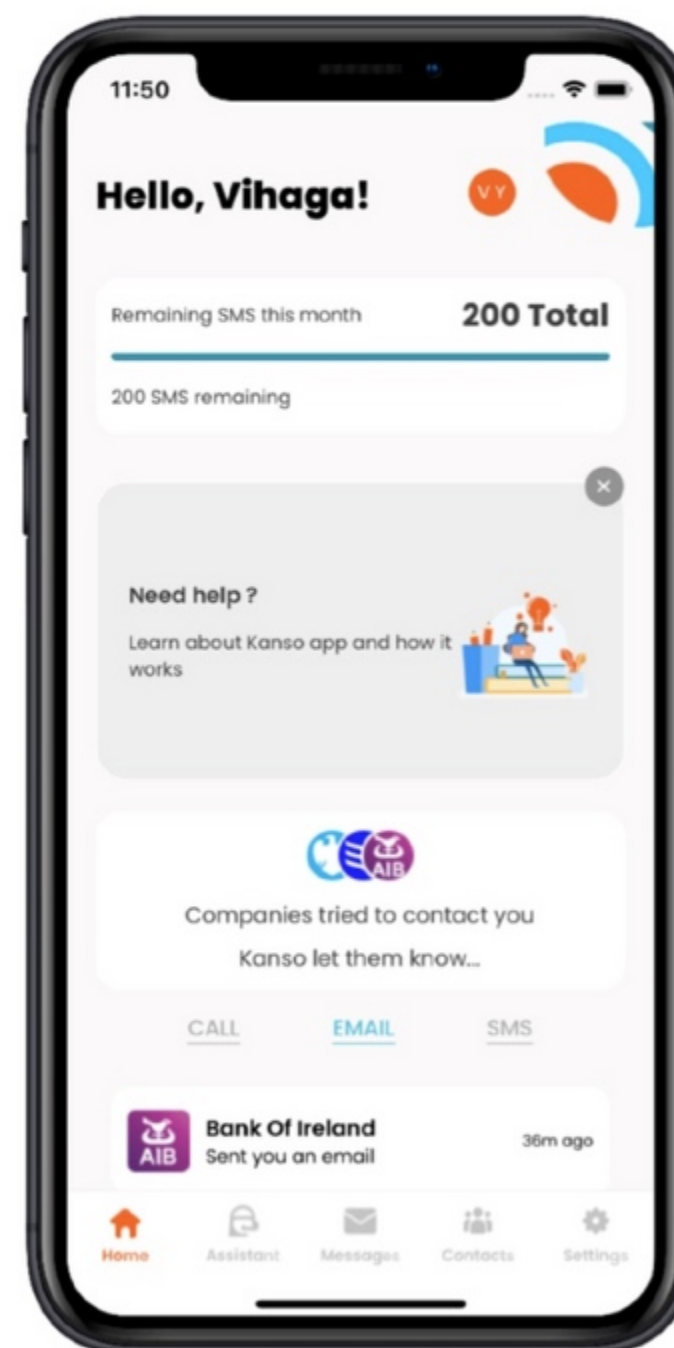 11:50
Hello, Vihaga!
V Y
Remaining SMS this month
200 Total
200 SMS remaining
Need help ?
Learn about Kanso app and how it
works
AIB
Companies tried to contact you
Kanso let them know...
CALL EMAIL SMS
AIB
Bank Of Ireland
Sent you an email
36m ago
Home Assistant Messages Contacts Settings